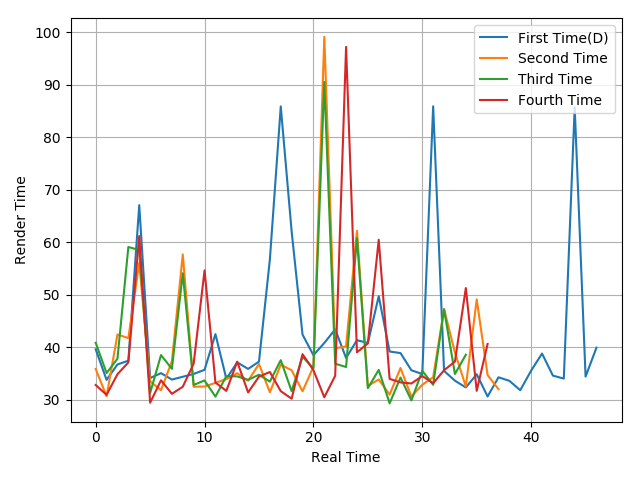 100
90
80
70
60
50
40
30
0
10
20
30
40
Render Time
Real Time
First Time(D)
Second Time
Third Time
Fourth Time